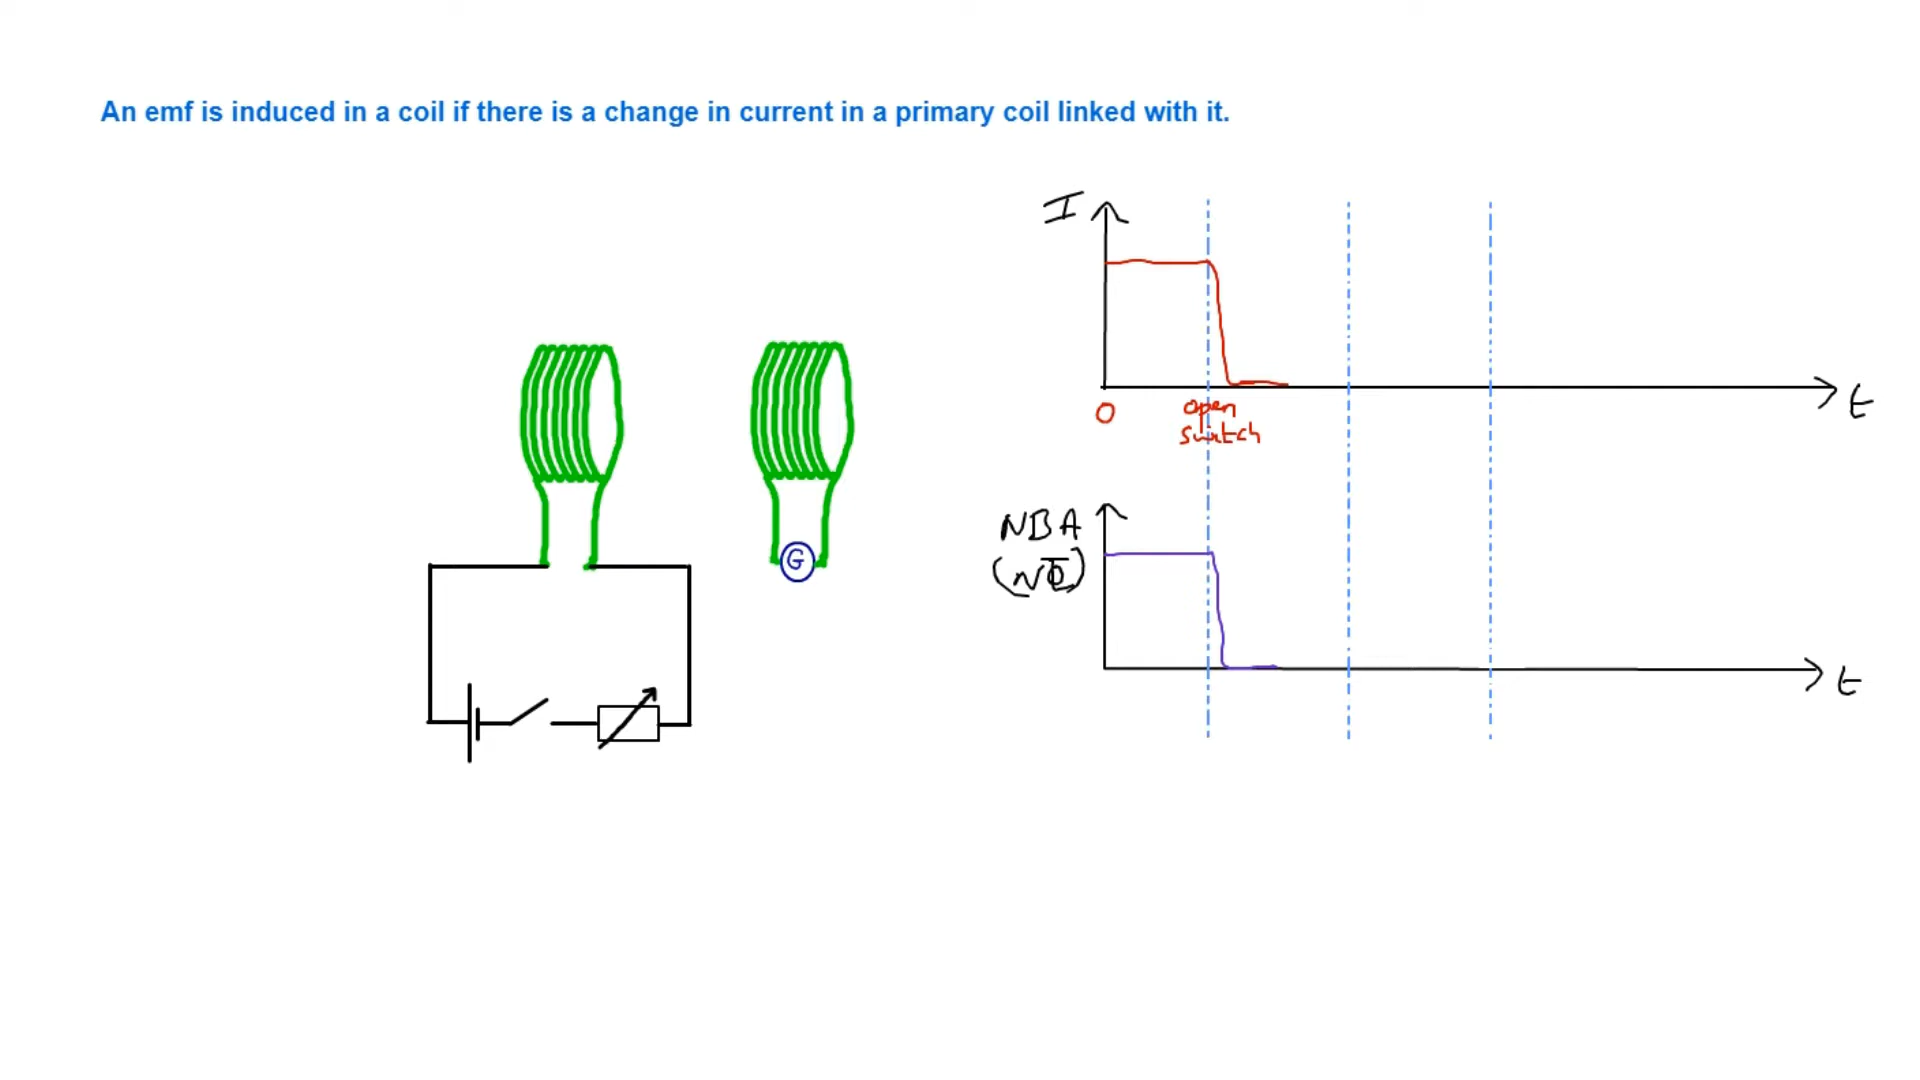 An emf is induced in a coil if there is a change in current in a primary coil linked with it.
I
t
0
open
switch
G
NBA
(NΦ)
t